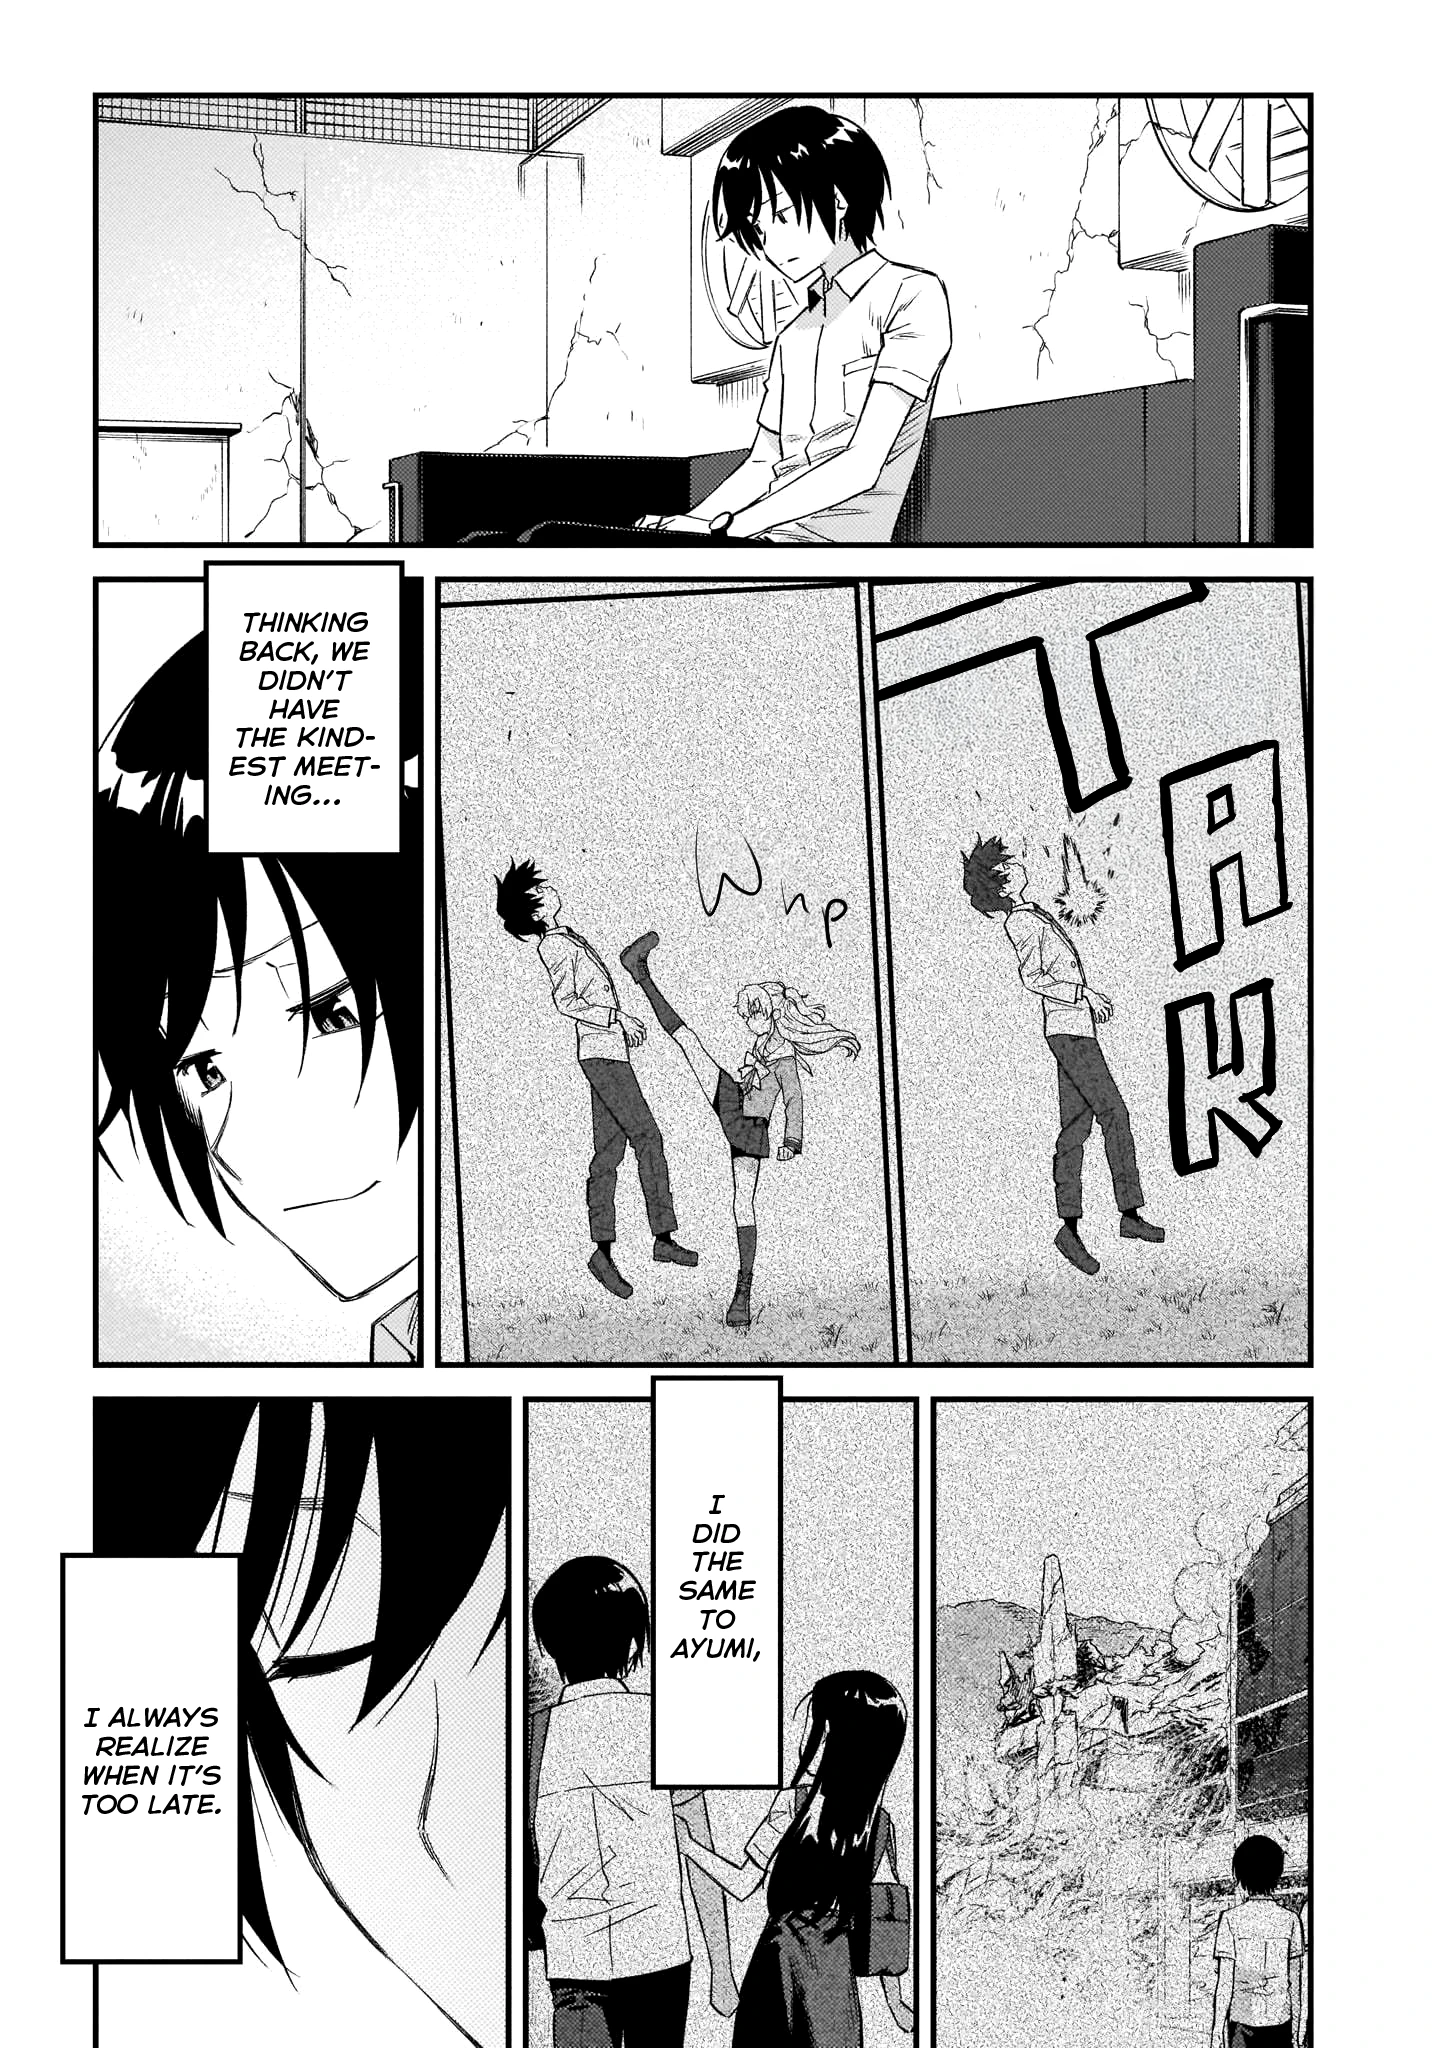 TAK
Whp
THINKING
BACK, WE
DIDN'T
HAVE
THE KIND-
EST MEET-
ING...
I
DID
THE
SAME TO
AYUMI,
I ALWAYS
REALIZE
WHEN IT'S
TOO LATE.